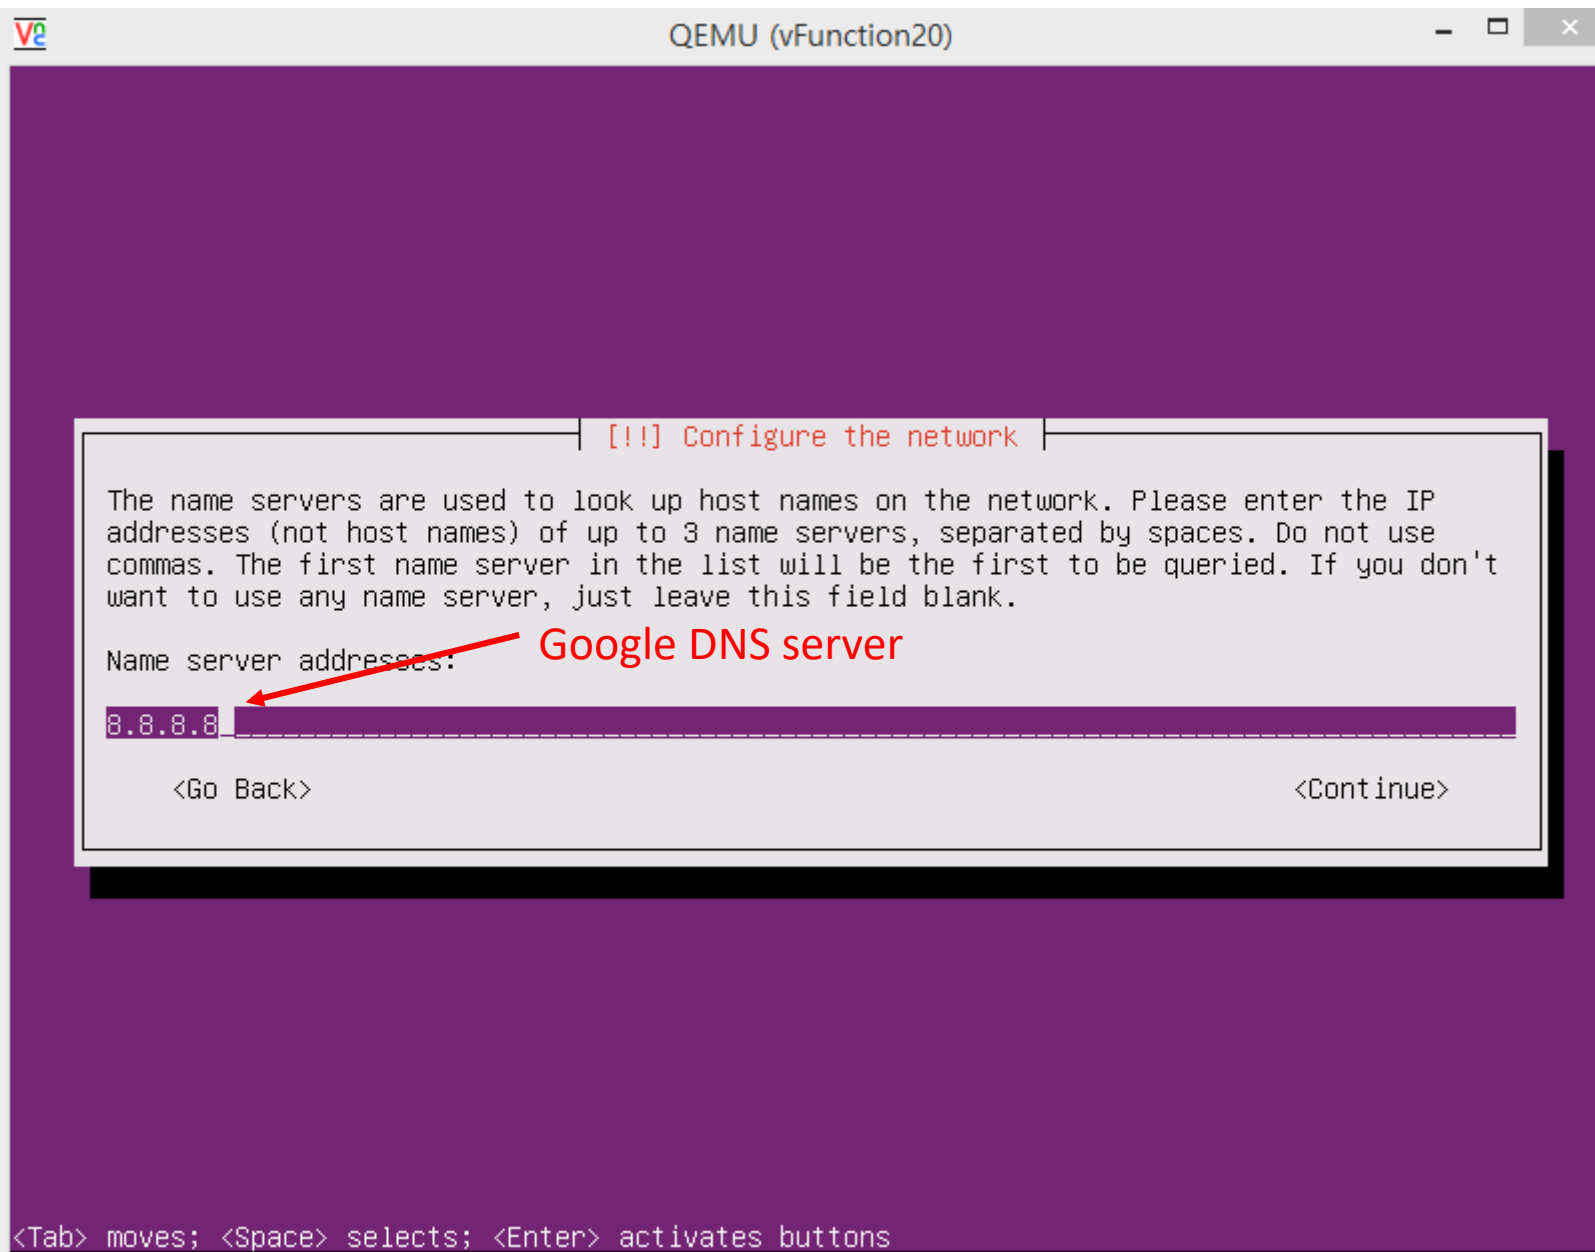 QEMU (vFunction20)
[!!] Configure the network
The name servers are used to look up host names on the network. Please enter the IP
addresses (not host names) of up to 3 name servers, separated by spaces. Do not use
commas. The first name server in the list will be the first to be queried. If you don't
want to use any name server, just leave this field blank.
Google DNS server
Name server addresses:
8.8.8.8
<Go Back> <Continue>
<Tab> moves; <Space> selects; <Enter> activates buttons